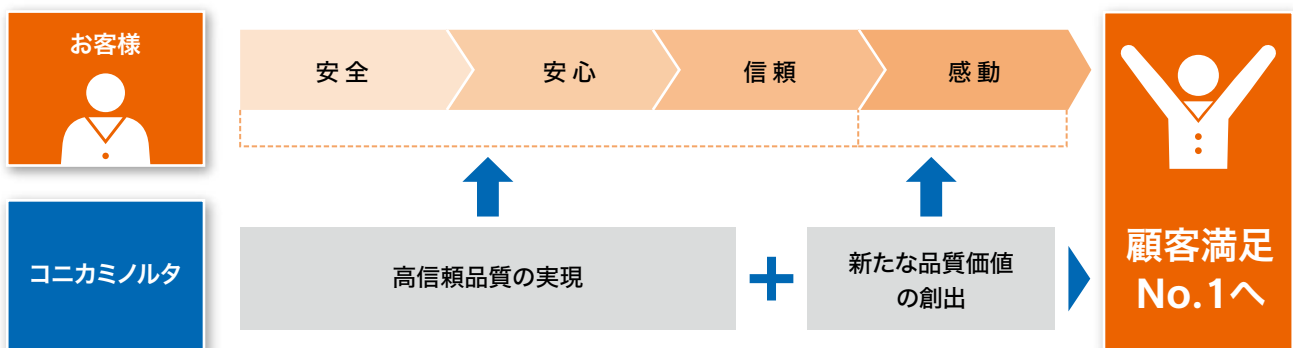 お客様
安全
安心
信頼
感動
コニカミノルタ
高信頼品質の実現
+
新たな品質価値
の創出
顧客満足
No.1へ